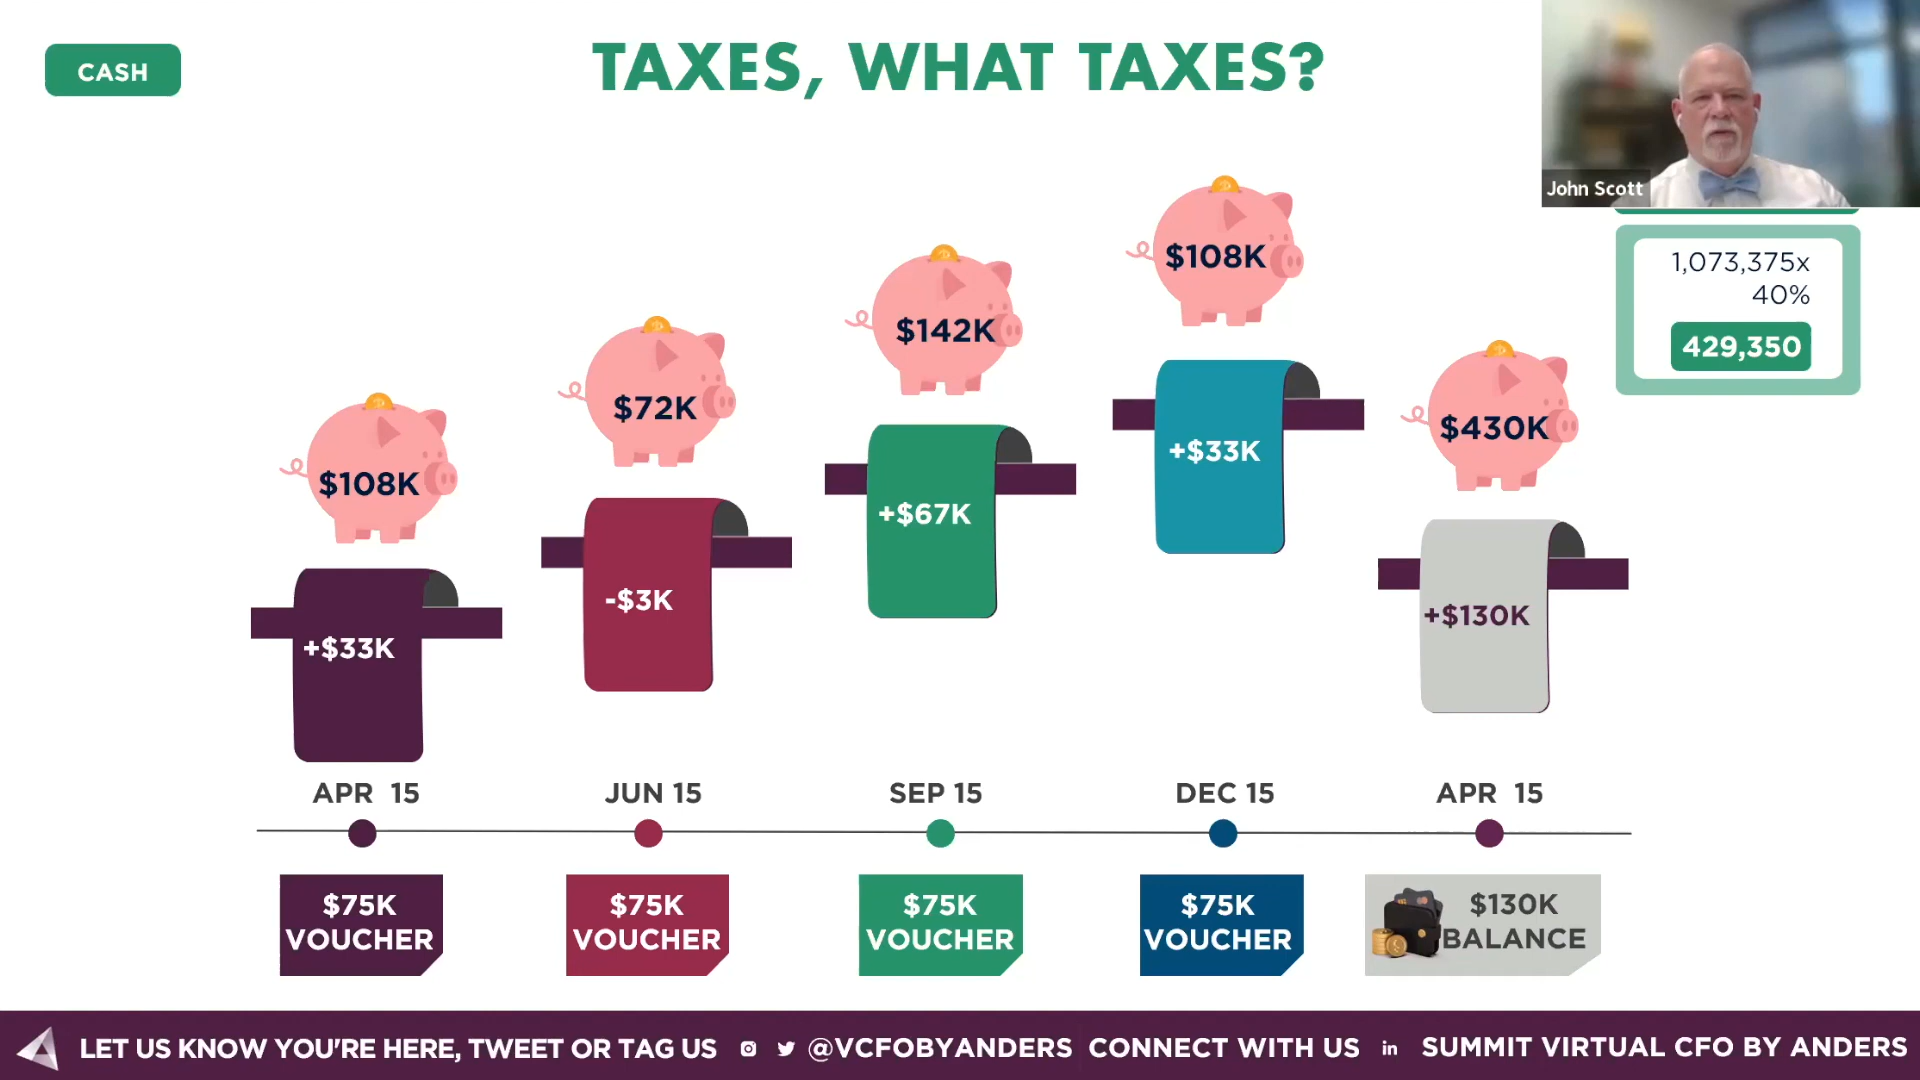 CASH
TAXES, WHAT TAXES?
John Scott
1,073,375x
40%
429,350
$108K
$72K
$142K
$108K
$430K
+$33K
-$3K
+$67K
+$33K
+$130K
APR 15
JUN 15
SEP 15
DEC 15
APR 15
$75K
VOUCHER
$75K
VOUCHER
$75K
VOUCHER
$75K
VOUCHER
$130K
BALANCE
LET US KNOW YOU'RE HERE, TWEET OR TAG US @VCFOBYANDERS CONNECT WITH US in SUMMIT VIRTUAL CFO BY ANDERS